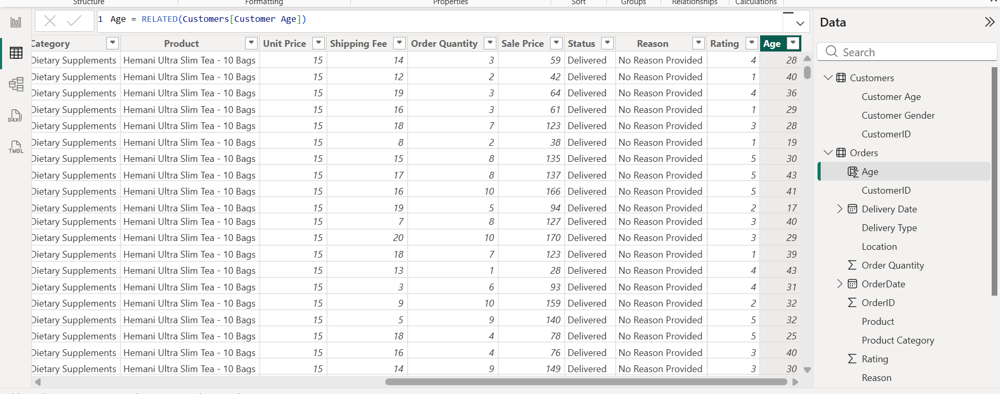 Structure Formatting Properties Sort Groups Relationships Calculations
1 Age = RELATED(Customers[Customer Age])
Category Product Unit Price Shipping Fee Order Quantity Sale Price Status Reason Rating Age
Dietary Supplements Hemani Ultra Slim Tea - 10 Bags 15 14 3 59 Delivered No Reason Provided 4 28
Dietary Supplements Hemani Ultra Slim Tea - 10 Bags 15 12 2 42 Delivered No Reason Provided 1 40
Dietary Supplements Hemani Ultra Slim Tea - 10 Bags 15 19 3 64 Delivered No Reason Provided 4 36
Dietary Supplements Hemani Ultra Slim Tea - 10 Bags 15 16 3 61 Delivered No Reason Provided 1 29
Dietary Supplements Hemani Ultra Slim Tea - 10 Bags 15 18 7 123 Delivered No Reason Provided 3 28
Dietary Supplements Hemani Ultra Slim Tea - 10 Bags 15 8 2 38 Delivered No Reason Provided 1 19
Dietary Supplements Hemani Ultra Slim Tea - 10 Bags 15 15 8 135 Delivered No Reason Provided 5 30
Dietary Supplements Hemani Ultra Slim Tea - 10 Bags 15 17 8 137 Delivered No Reason Provided 5 43
Dietary Supplements Hemani Ultra Slim Tea - 10 Bags 15 16 10 166 Delivered No Reason Provided 5 41
Dietary Supplements Hemani Ultra Slim Tea - 10 Bags 15 19 5 94 Delivered No Reason Provided 2 17
Dietary Supplements Hemani Ultra Slim Tea - 10 Bags 15 7 8 127 Delivered No Reason Provided 3 40
Dietary Supplements Hemani Ultra Slim Tea - 10 Bags 15 20 10 170 Delivered No Reason Provided 3 29
Dietary Supplements Hemani Ultra Slim Tea - 10 Bags 15 18 7 123 Delivered No Reason Provided 1 39
Dietary Supplements Hemani Ultra Slim Tea - 10 Bags 15 13 1 28 Delivered No Reason Provided 4 43
Dietary Supplements Hemani Ultra Slim Tea - 10 Bags 15 3 6 93 Delivered No Reason Provided 4 31
Dietary Supplements Hemani Ultra Slim Tea - 10 Bags 15 9 10 159 Delivered No Reason Provided 2 32
Dietary Supplements Hemani Ultra Slim Tea - 10 Bags 15 5 9 140 Delivered No Reason Provided 5 32
Dietary Supplements Hemani Ultra Slim Tea - 10 Bags 15 18 4 78 Delivered No Reason Provided 5 25
Dietary Supplements Hemani Ultra Slim Tea - 10 Bags 15 16 4 76 Delivered No Reason Provided 3 40
Dietary Supplements Hemani Ultra Slim Tea - 10 Bags 15 14 9 149 Delivered No Reason Provided 3 30
DAX
TMDL
Data
Search
Customers
Customer Age
Customer Gender
CustomerID
Orders
Age
CustomerID
Delivery Date
Delivery Type
Location
Order Quantity
OrderDate
OrderID
Product
Product Category
Rating
Reason